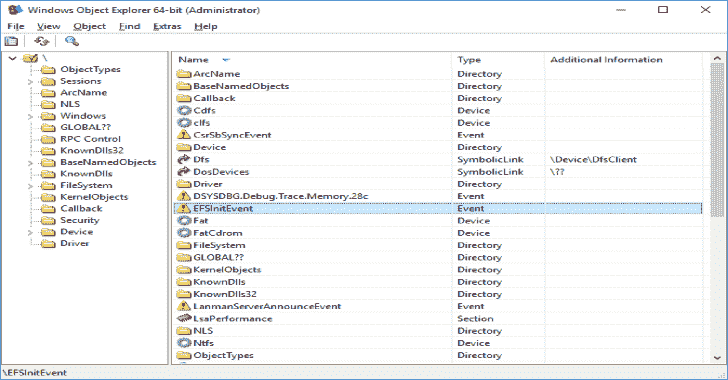 Windows Object Explorer 64-bit (Administrator)
File View Object Find Extras Help
\
ObjectTypes
Sessions
ArcName
NLS
Windows
GLOBAL??
RPC Control
KnownDlls32
BaseNamedObjects
KnownDlls
FileSystem
KernelObjects
Callback
Security
Device
Driver
Name Type Additional Information
ArcName Directory
BaseNamedObjects Directory
Callback Directory
Cdfs Device
clfs Device
CsrSbSyncEvent Event
Device Directory
Dfs SymbolicLink \Device\DfsClient
DosDevices SymbolicLink \??
Driver Directory
DSYSDBG.Debug.Trace.Memory.28c Event
EFSInitEvent Event
Fat Device
FatCdrom Device
FileSystem Directory
GLOBAL?? Directory
KernelObjects Directory
KnownDlls Directory
KnownDlls32 Directory
LanmanServerAnnounceEvent Event
LsaPerformance Section
NLS Directory
Ntfs Device
ObjectTypes Directory
\EFSInitEvent